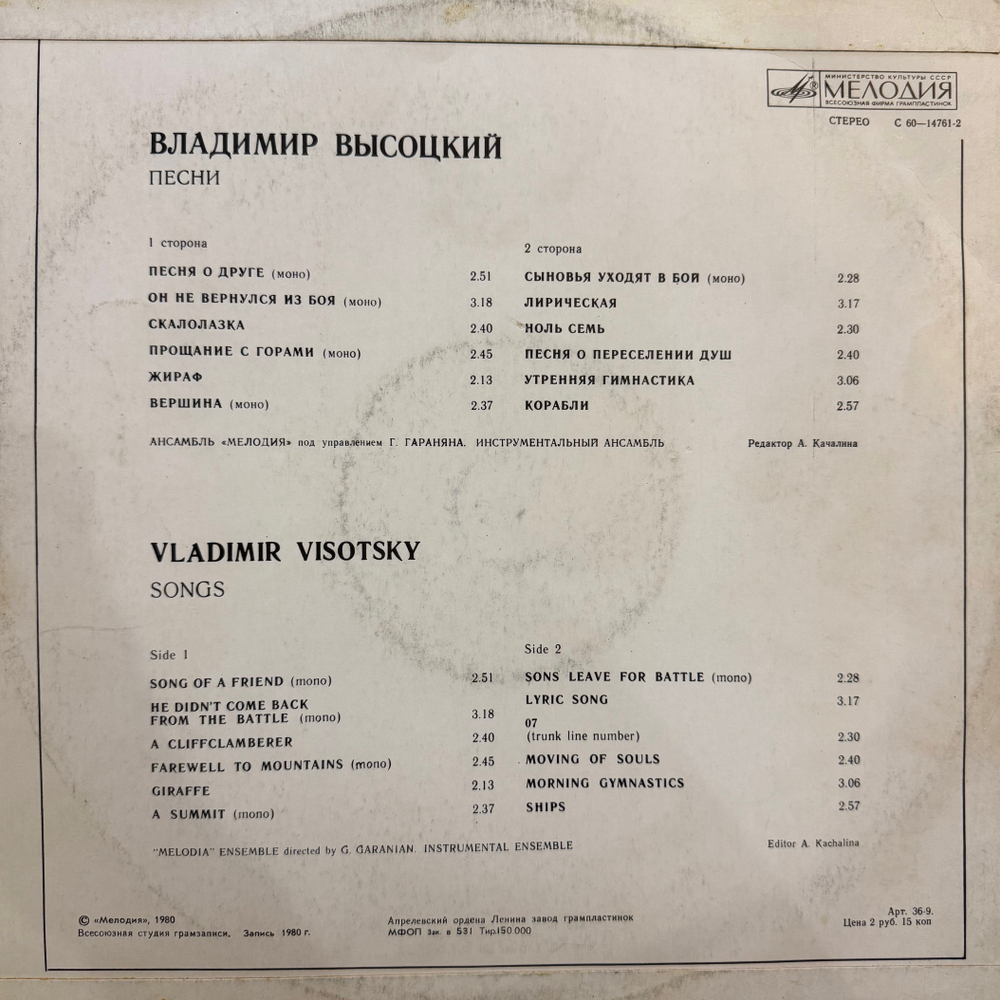 МИНИСТЕРСТВО КУЛЬТУРЫ СССР
МЕЛОДИЯ
ВСЕСОЮЗНАЯ ФИРМА ГРАМПЛАСТИНОК
СТЕРЕО С 60—14761-2
ВЛАДИМИР ВЫСОЦКИЙ
ПЕСНИ
1 сторона
ПЕСНЯ О ДРУГЕ (моно) 2.51
ОН НЕ ВЕРНУЛСЯ ИЗ БОЯ (моно) 3.18
СКАЛОЛАЗКА 2.40
ПРОЩАНИЕ С ГОРАМИ (моно) 2.45
ЖИРАФ 2.13
ВЕРШИНА (моно) 2.37
2 сторона
СЫНОВЬЯ УХОДЯТ В БОЙ (моно) 2.28
ЛИРИЧЕСКАЯ 3.17
НОЛЬ СЕМЬ 2.30
ПЕСНЯ О ПЕРЕСЕЛЕНИИ ДУШ 2.40
УТРЕННЯЯ ГИМНАСТИКА 3.06
КОРАБЛИ 2.57
АНСАМБЛЬ «МЕЛОДИЯ» под управлением Г. ГАРАНЯНА. ИНСТРУМЕНТАЛЬНЫЙ АНСАМБЛЬ
Редактор А. Качалина
VLADIMIR VISOTSKY
SONGS
Side 1
SONG OF A FRIEND (mono) 2.51
HE DIDN'T COME BACK
FROM THE BATTLE (mono) 3.18
A CLIFFCLAMBERER 2.40
FAREWELL TO MOUNTAINS (mono) 2.45
GIRAFFE 2.13
A SUMMIT (mono) 2.37
Side 2
SONS LEAVE FOR BATTLE (mono) 2.28
LYRIC SONG 3.17
07
(trunk line number) 2.30
MOVING OF SOULS 2.40
MORNING GYMNASTICS 3.06
SHIPS 2.57
"MELODIA" ENSEMBLE directed by G. GARANIAN. INSTRUMENTAL ENSEMBLE
Editor A. Kachalina
© «Мелодия», 1980
Всесоюзная студия грамзаписи. Запись 1980 г.
Апрелевский ордена Ленина завод грампластинок
МФОП Зак. в 531 Тир.150 000
Арт. 36-9.
Цена 2 руб. 15 коп